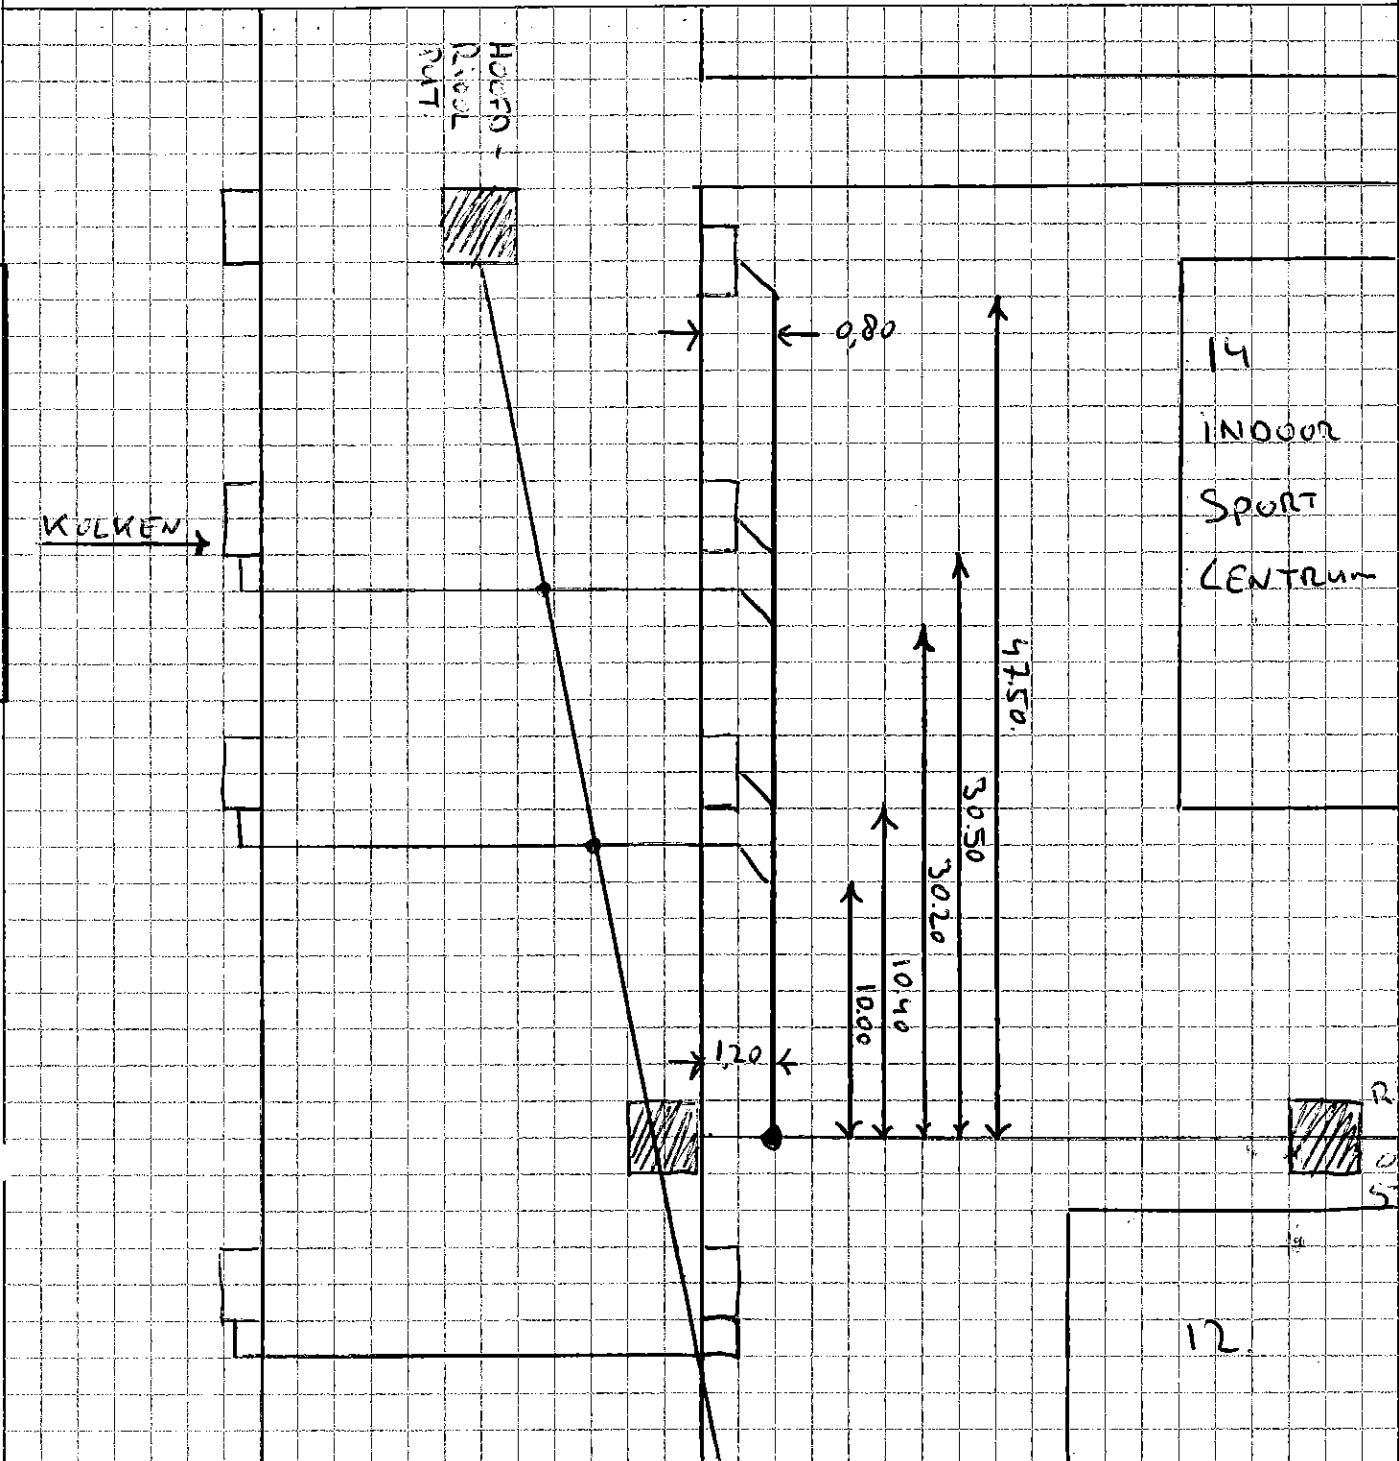 HOOFD -
RiOOL
PUT.
0,80
14
INDOOR
SPORT
CENTRUM
KOLKEN
47.50.
30.50
30.20
10.40
10.00
1,20
R
O
S
12.